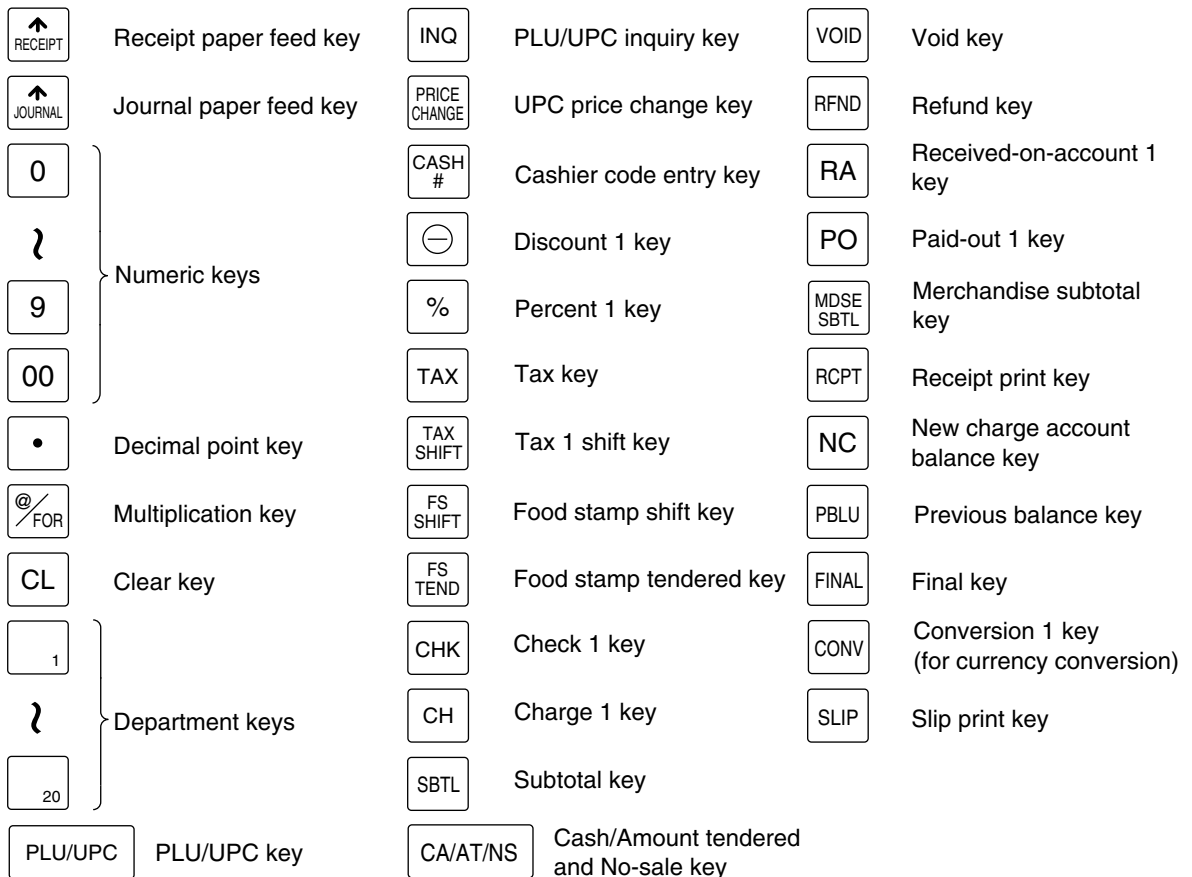 RECEIPT Receipt paper feed key
JOURNAL Journal paper feed key
0
9
00
Numeric keys
• Decimal point key
@/FOR Multiplication key
CL Clear key
1
20
Department keys
PLU/UPC PLU/UPC key
INQ PLU/UPC inquiry key
PRICE
CHANGE UPC price change key
CASH
# Cashier code entry key
⊖ Discount 1 key
% Percent 1 key
TAX Tax key
TAX
SHIFT Tax 1 shift key
FS
SHIFT Food stamp shift key
FS
TEND Food stamp tendered key
CHK Check 1 key
CH Charge 1 key
SBTL Subtotal key
CA/AT/NS Cash/Amount tendered
and No-sale key
VOID Void key
RFND Refund key
RA Received-on-account 1
key
PO Paid-out 1 key
MDSE
SBTL Merchandise subtotal
key
RCPT Receipt print key
NC New charge account
balance key
PBLU Previous balance key
FINAL Final key
CONV Conversion 1 key
(for currency conversion)
SLIP Slip print key